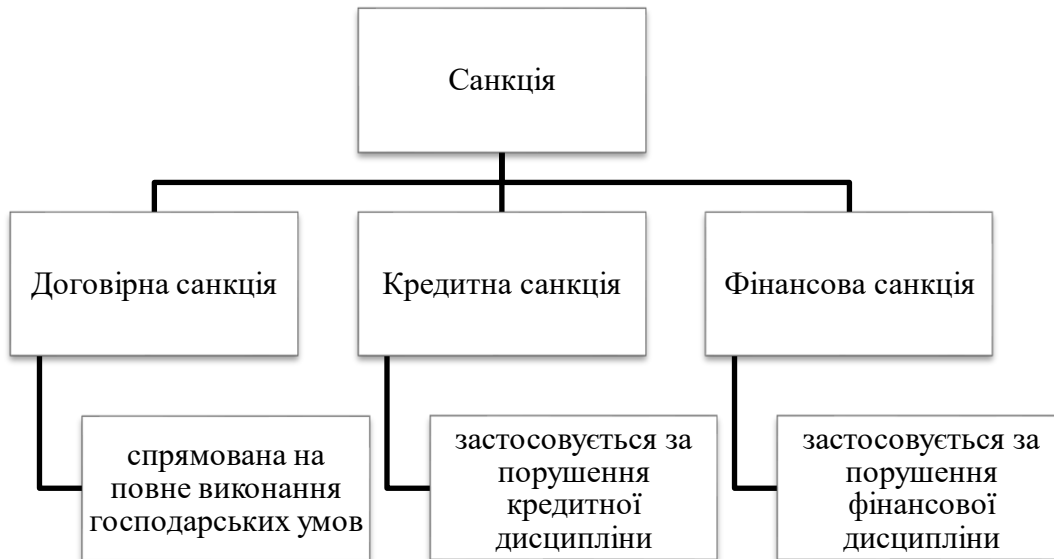 Санкція
Договірна санкція
Кредитна санкція
Фінансова санкція
спрямована на
повне виконання
господарських умов
застосовується за
порушення
кредитної
дисципліни
застосовується за
порушення
фінансової
дисципліни